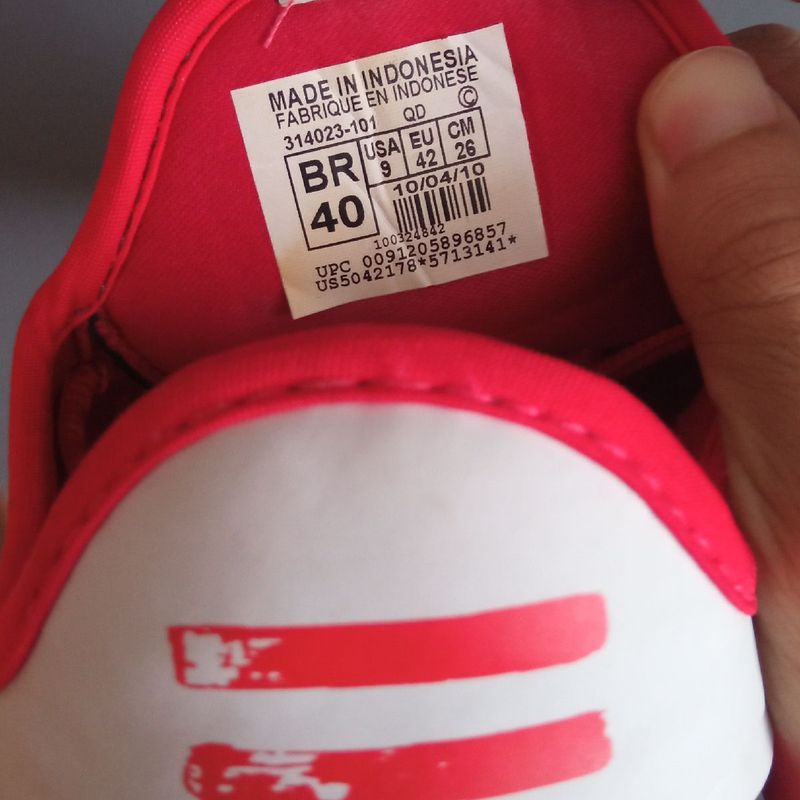 MADE IN INDONESIA
FABRIQUE EN INDONESE
314023-101 QD ©
BR 40
USA 9 EU 42 CM 26
10/04/10
100324842
UPC 0091205896857
US5042178*5713141*